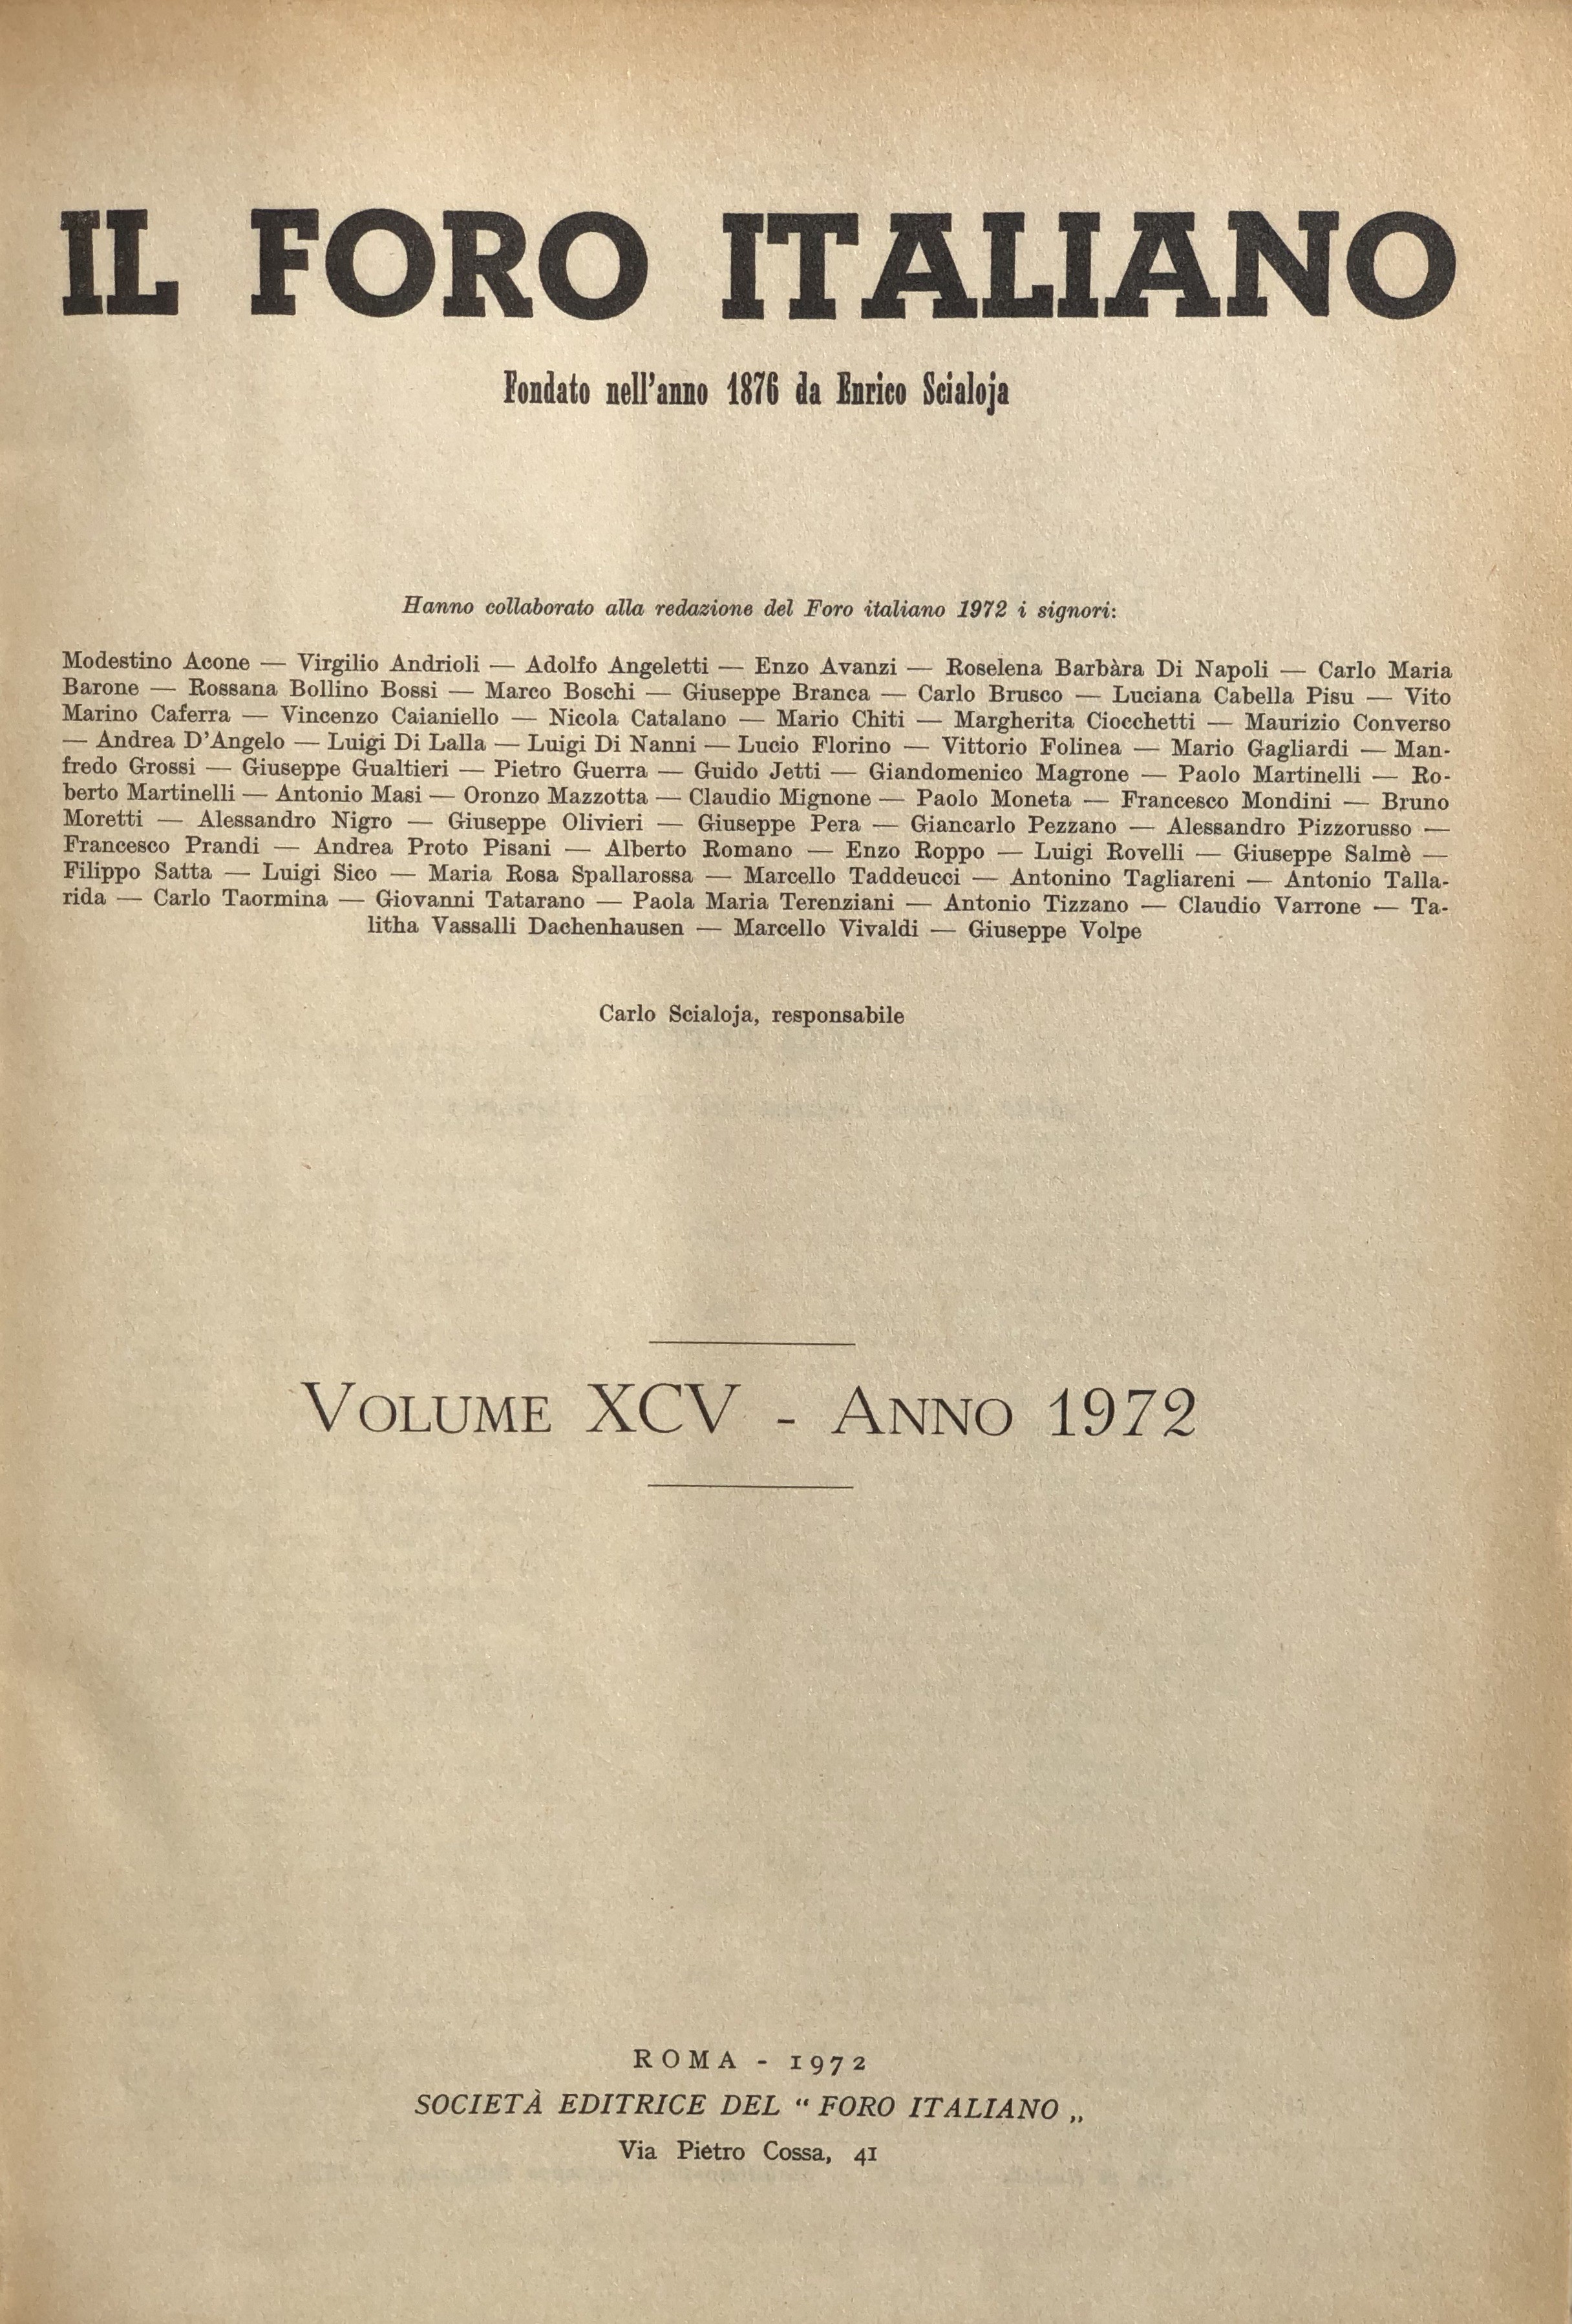 IL FORO ITALIANO
Fondato nell'anno 1876 da Enrico Scialoja
Hanno collaborato alla redazione del Foro italiano 1972 i signori:
Modestino Acone — Virgilio Andrioli — Adolfo Angeletti — Enzo Avanzi — Roselena Barbàra Di Napoli — Carlo Maria
Barone — Rossana Bollino Bossi — Marco Boschi — Giuseppe Branca — Carlo Brusco — Luciana Cabella Pisu — Vito
Marino Caferra — Vincenzo Caianiello — Nicola Catalano — Mario Chiti — Margherita Ciocchetti — Maurizio Converso
— Andrea D'Angelo — Luigi Di Lalla — Luigi Di Nanni — Lucio Florino — Vittorio Folinea — Mario Gagliardi — Man-
fredo Grossi — Giuseppe Gualtieri — Pietro Guerra — Guido Jetti — Giandomenico Magrone — Paolo Martinelli — Ro-
berto Martinelli — Antonio Masi — Oronzo Mazzotta — Claudio Mignone — Paolo Moneta — Francesco Mondini — Bruno
Moretti — Alessandro Nigro — Giuseppe Olivieri — Giuseppe Pera — Giancarlo Pezzano — Alessandro Pizzorusso —
Francesco Prandi — Andrea Proto Pisani — Alberto Romano — Enzo Roppo — Luigi Rovelli — Giuseppe Salmè —
Filippo Satta — Luigi Sico — Maria Rosa Spallarossa — Marcello Taddeucci — Antonino Tagliareni — Antonio Talla-
rida — Carlo Taormina — Giovanni Tatarano — Paola Maria Terenziani — Antonio Tizzano — Claudio Varrone — Ta-
litha Vassalli Dachenhausen — Marcello Vivaldi — Giuseppe Volpe
Carlo Scialoja, responsabile
VOLUME XCV - ANNO 1972
ROMA - 1972
SOCIETÀ EDITRICE DEL “ FORO ITALIANO „
Via Pietro Cossa, 41